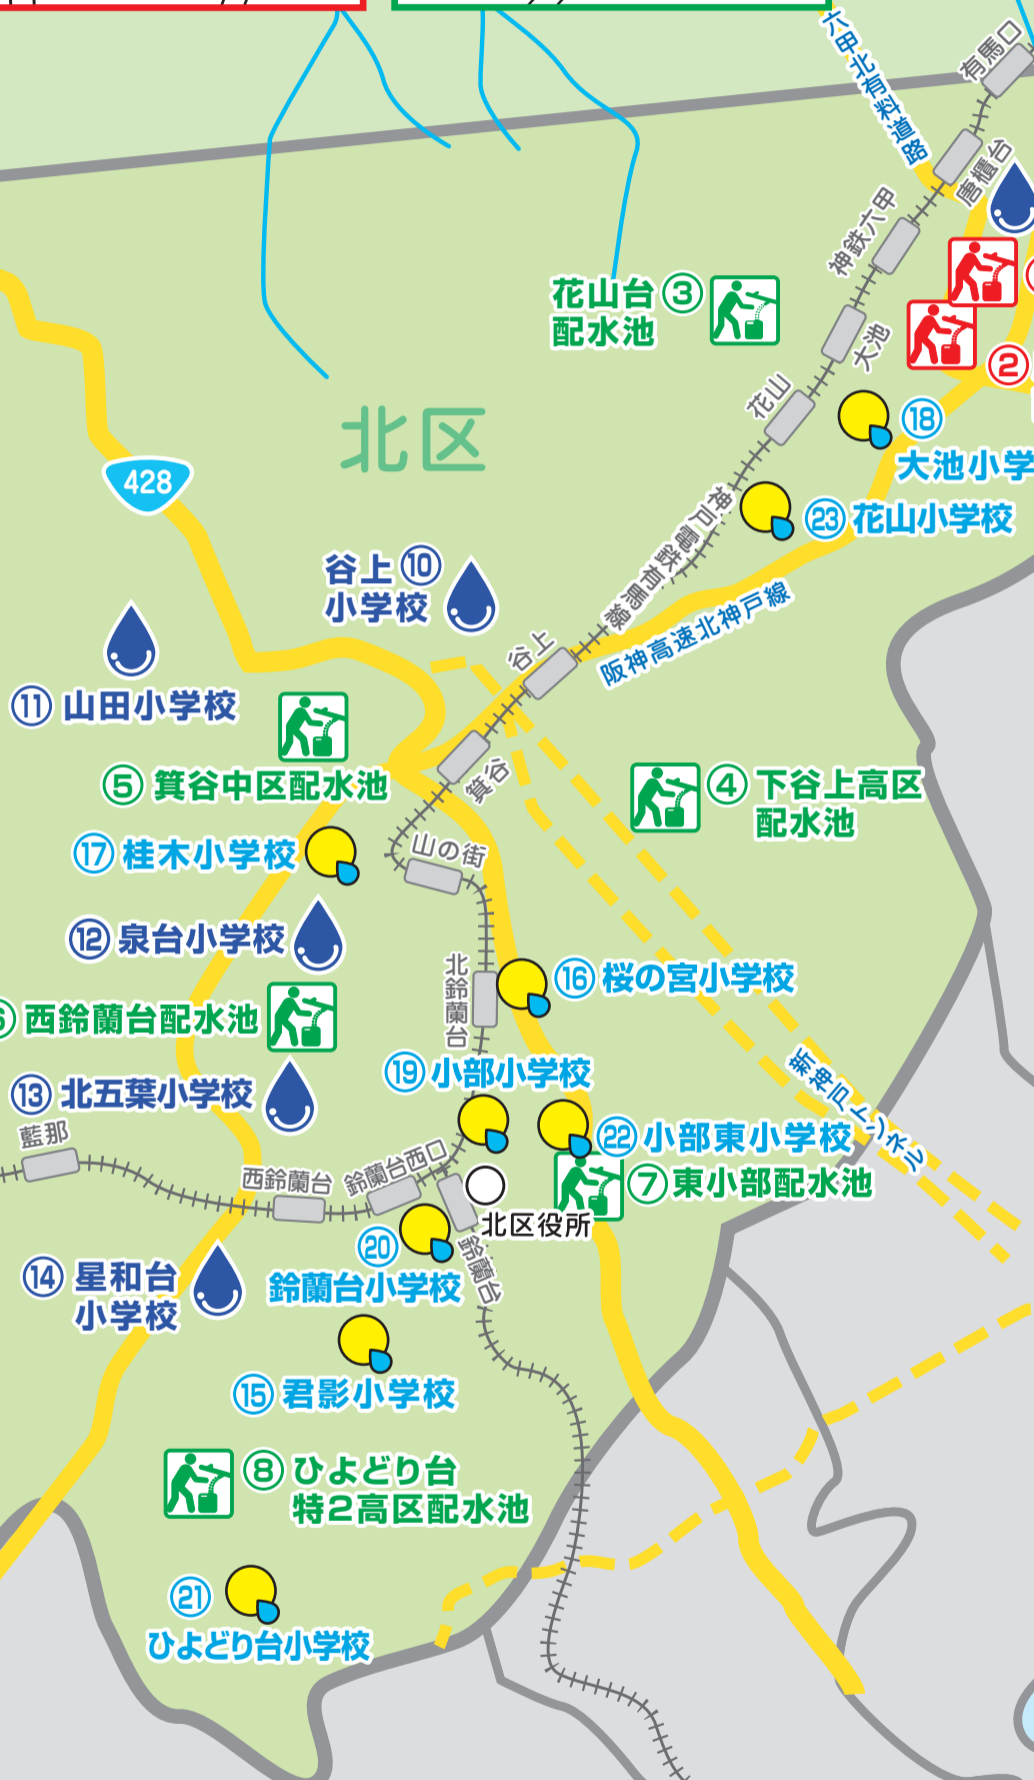 六甲北有料道路
有馬口
唐櫃台
神鉄六甲
花山台 ③
配水池
大池
②
花山
⑱
大池小学
北区
428
㉓ 花山小学校
神戸電鉄有馬線
谷上 ⑩
小学校
谷上
阪神高速北神戸線
⑪ 山田小学校
箕谷
⑤ 箕谷中区配水池
④ 下谷上高区
配水池
⑰ 桂木小学校
山の街
⑫ 泉台小学校
北鈴蘭台
⑯ 桜の宮小学校
西鈴蘭台配水池
新神戸トンネル
⑲ 小部小学校
⑬ 北五葉小学校
藍那
㉒ 小部東小学校
西鈴蘭台
鈴蘭台西口
⑦ 東小部配水池
北区役所
鈴蘭台
⑳
鈴蘭台小学校
⑭ 星和台
小学校
⑮ 君影小学校
⑧ ひよどり台
特2高区配水池
㉑
ひよどり台小学校